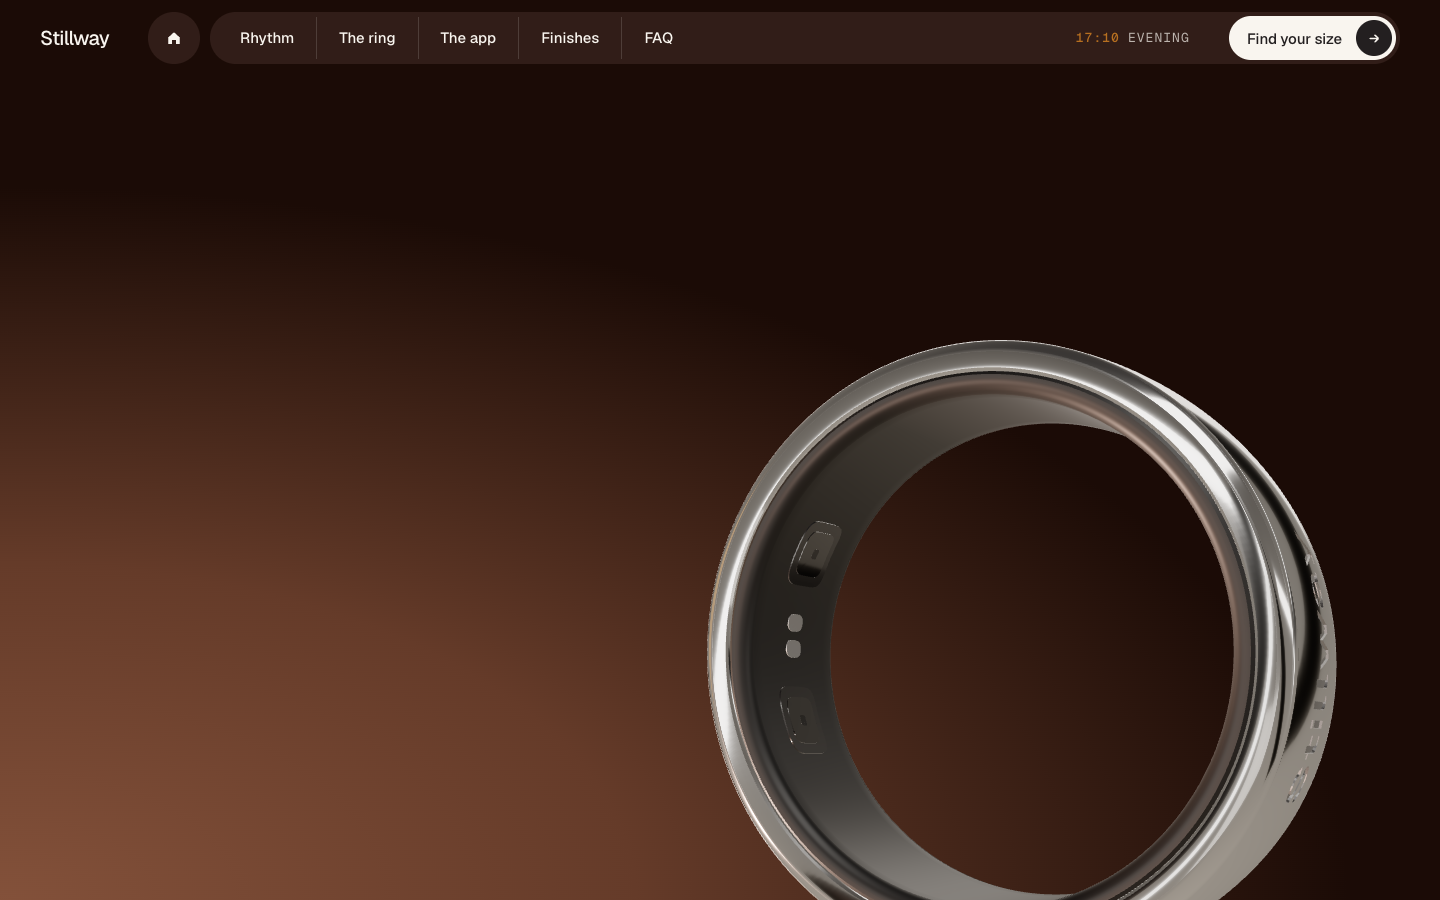 Stillway
Rhythm
The ring
The app
Finishes
FAQ
17:10 EVENING
Find your size